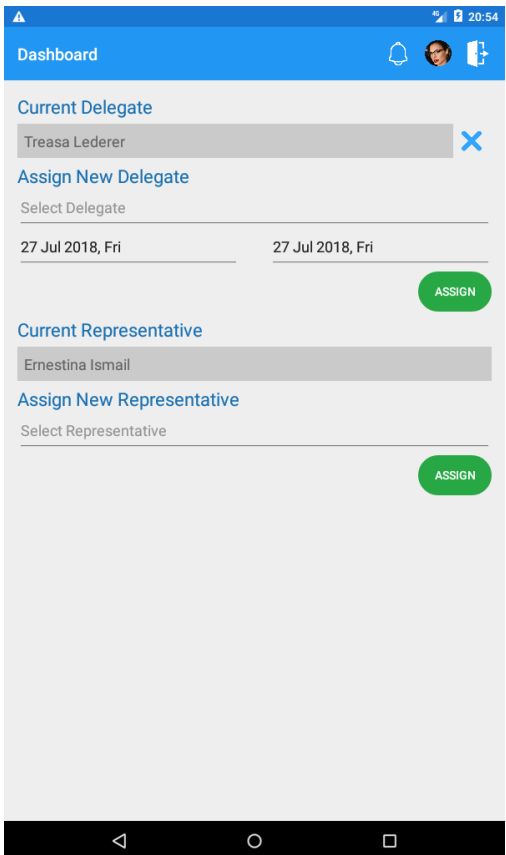 4G 20:54
Dashboard
Current Delegate
Treasa Lederer
Assign New Delegate
Select Delegate
27 Jul 2018, Fri 27 Jul 2018, Fri
ASSIGN
Current Representative
Ernestina Ismail
Assign New Representative
Select Representative
ASSIGN